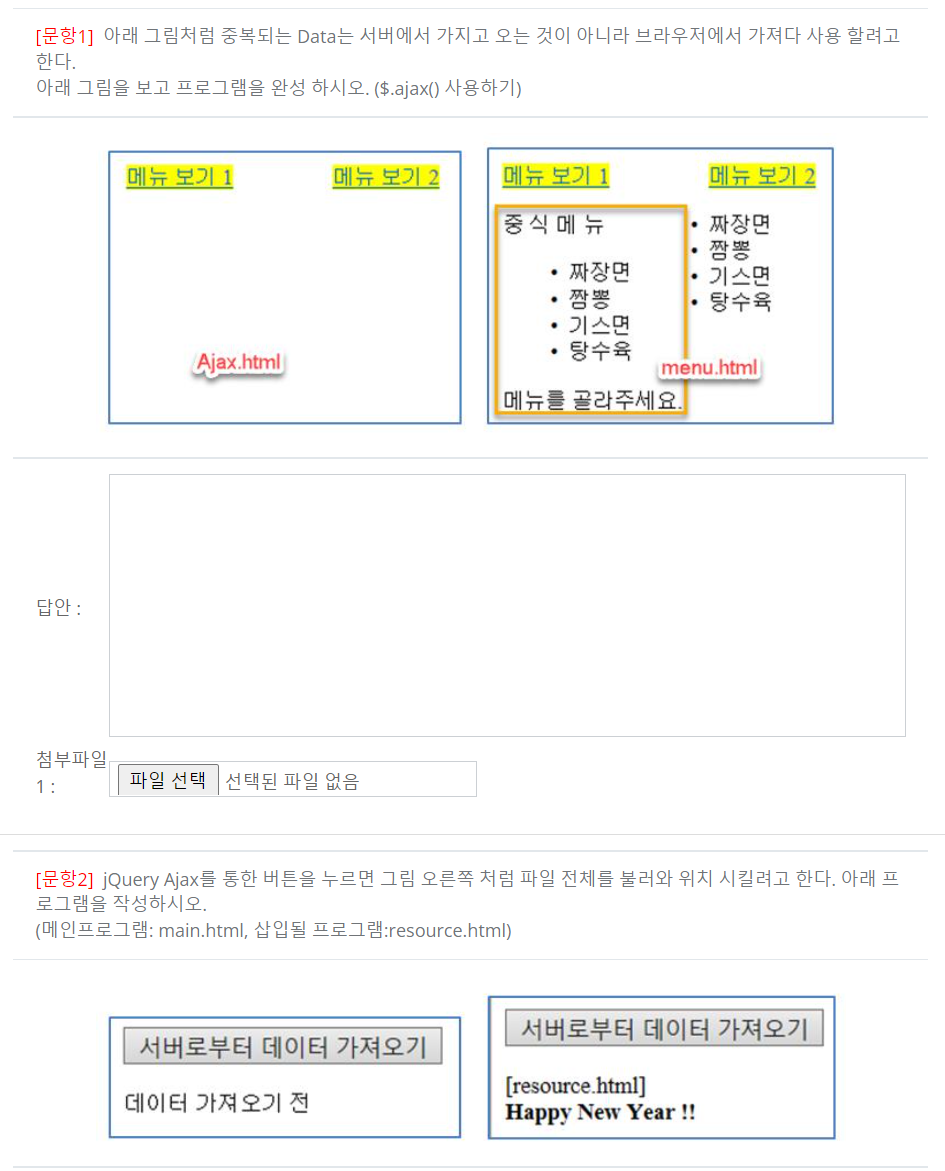 [문항1] 아래 그림처럼 중복되는 Data는 서버에서 가지고 오는 것이 아니라 브라우저에서 가져다 사용 할려고
한다.
아래 그림을 보고 프로그램을 완성 하시오. ($.ajax() 사용하기)
메뉴 보기 1 메뉴 보기 2
Ajax.html
메뉴 보기 1 메뉴 보기 2
중 식 메 뉴
• 짜장면
• 짬뽕
• 기스면
• 탕수육
메뉴를 골라주세요.
• 짜장면
• 짬뽕
• 기스면
• 탕수육
menu.html
답안 :
첨부파일
1 :
파일 선택 선택된 파일 없음
[문항2] jQuery Ajax를 통한 버튼을 누르면 그림 오른쪽 처럼 파일 전체를 불러와 위치 시킬려고 한다. 아래 프
로그램을 작성하시오.
(메인프로그램: main.html, 삽입될 프로그램:resource.html)
서버로부터 데이터 가져오기
데이터 가져오기 전
서버로부터 데이터 가져오기
[resource.html]
Happy New Year !!